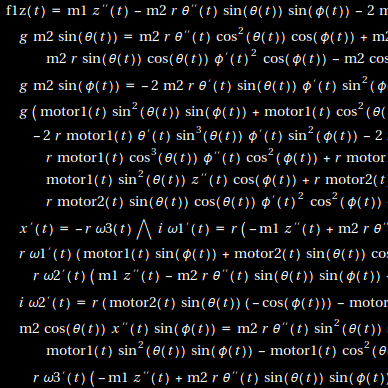 f1z(t) = m1 z″(t) − m2 r θ″(t) sin(θ(t)) sin(ϕ(t)) − 2 m
g m2 sin(θ(t)) = m2 r θ″(t) cos²(θ(t)) cos(ϕ(t)) + m2
m2 r sin(θ(t)) cos(θ(t)) ϕ′(t)² cos(ϕ(t)) − m2 cos
g m2 sin(ϕ(t)) = −2 m2 r θ′(t) sin(θ(t)) ϕ′(t) sin²(ϕ
g (motor1(t) sin²(θ(t)) sin(ϕ(t)) + motor1(t) cos²(θ(
−2 r motor1(t) θ′(t) sin³(θ(t)) ϕ′(t) sin²(ϕ(t)) − 2
r motor1(t) cos³(θ(t)) ϕ″(t) cos²(ϕ(t)) + r motor
motor1(t) sin²(θ(t)) z″(t) cos(ϕ(t)) + r motor2(t)
r motor2(t) sin(θ(t)) cos(θ(t)) ϕ′(t)² cos²(ϕ(t))
x′(t) = −r ω3(t) ⋀ i ω1′(t) = r (−m1 z″(t) + m2 r θ″
r ω1′(t) (motor1(t) sin(ϕ(t)) + motor2(t) sin(θ(t)) cos
r ω2′(t) (m1 z″(t) − m2 r θ″(t) sin(θ(t)) sin(ϕ(t)) −
i ω2′(t) = r (motor2(t) sin(θ(t)) (−cos(ϕ(t))) − motor
m2 cos(θ(t)) x″(t) sin(ϕ(t)) = m2 r θ″(t) sin²(θ(t))
motor1(t) sin²(θ(t)) sin(ϕ(t)) − motor1(t) cos²(θ
r ω3′(t) (−m1 z″(t) + m2 r θ″(t) sin(θ(t)) sin(ϕ(t)